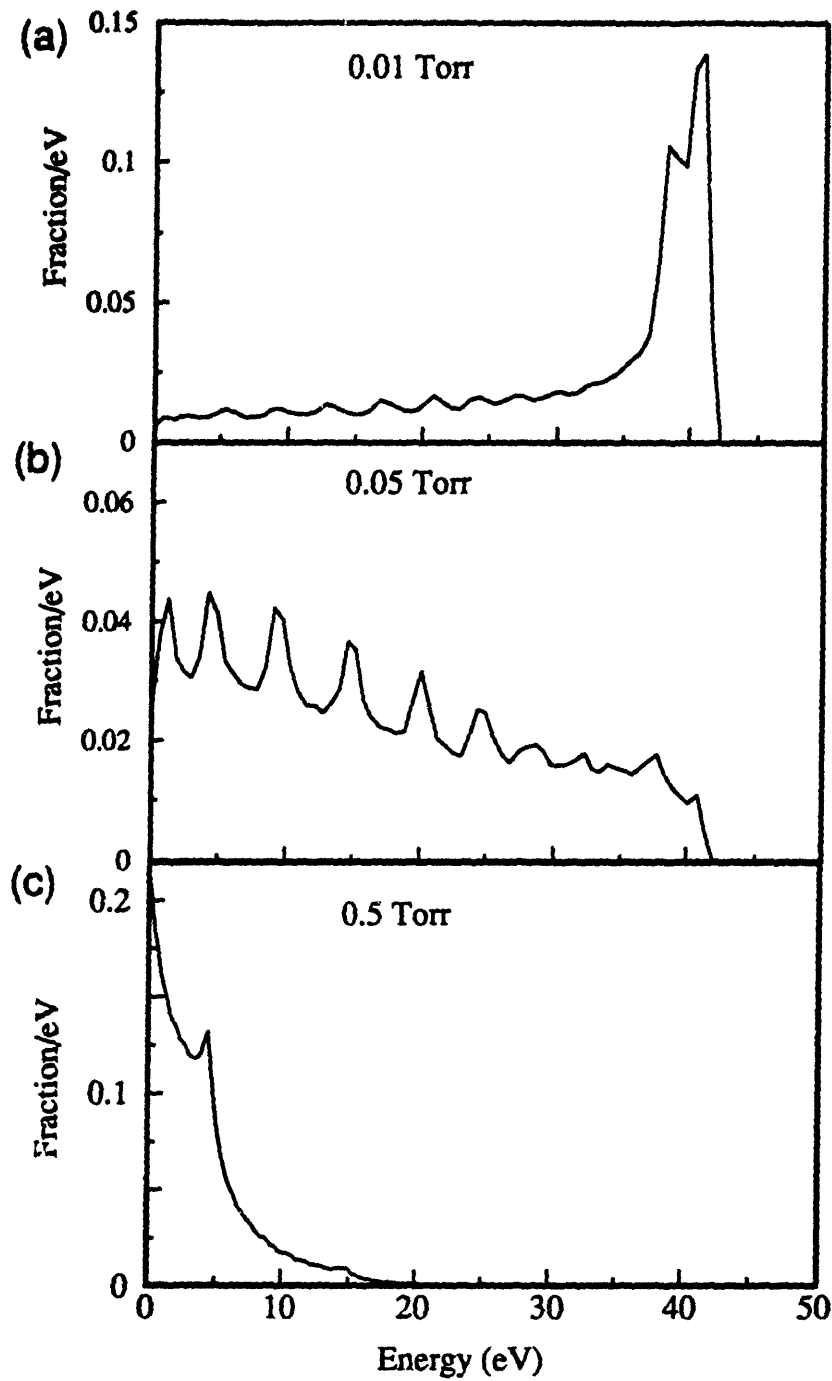 (a)
0.15
0.01 Torr
0.1
0.05
0
Fraction/eV
(b)
0.05 Torr
0.06
0.04
0.02
0
Fraction/eV
(c)
0.5 Torr
0.2
0.1
0
Fraction/eV
0 10 20 30 40 50
Energy (eV)